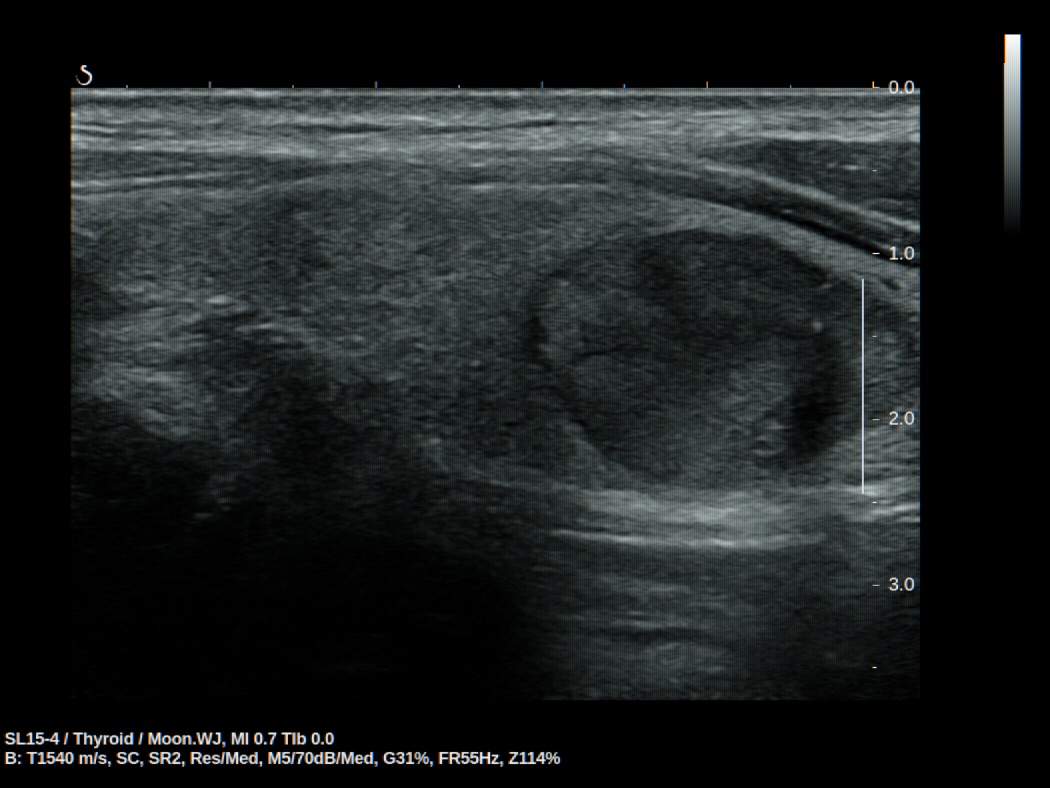 0.0
1.0
2.0
3.0
SL15-4 / Thyroid / Moon.WJ, MI 0.7 TIb 0.0
B: T1540 m/s, SC, SR2, Res/Med, M5/70dB/Med, G31%, FR55Hz, Z114%